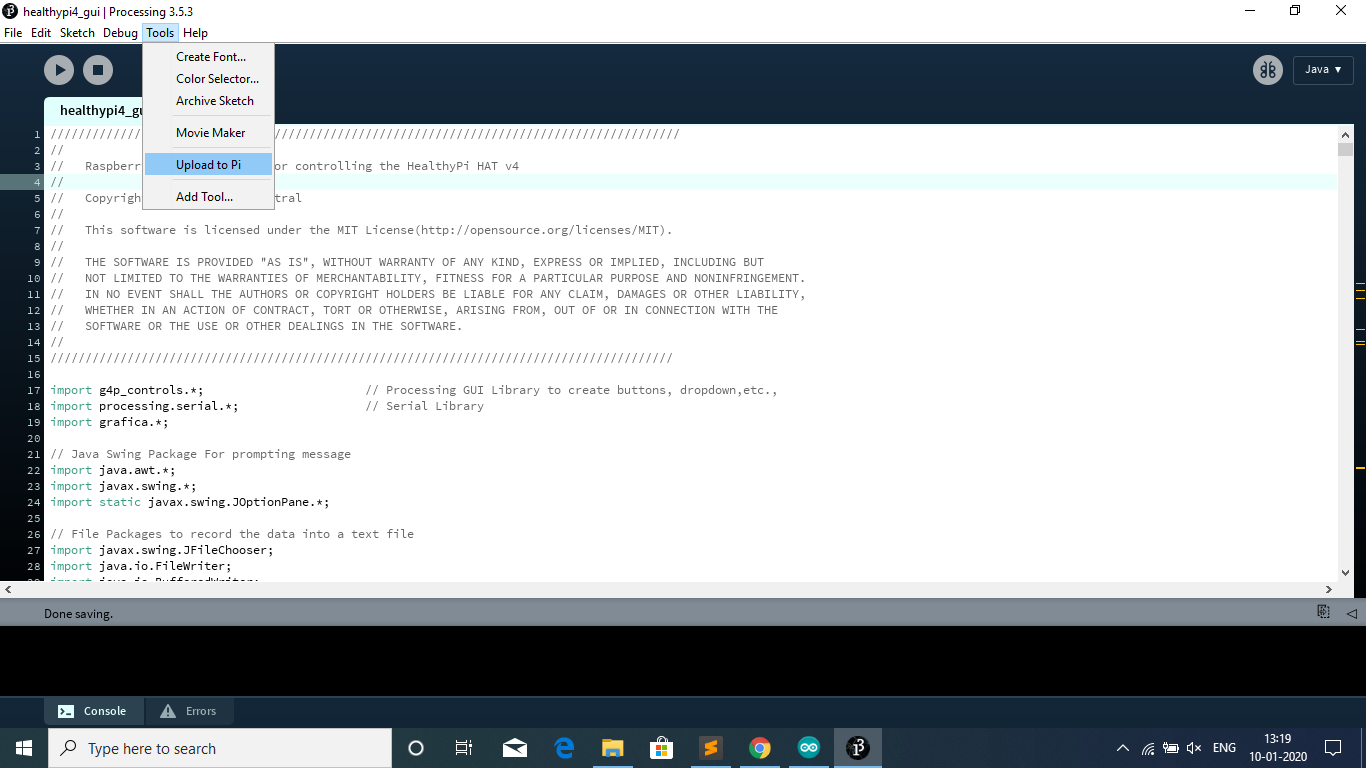 healthypi4_gui | Processing 3.5.3
File Edit Sketch Debug Tools Help
Create Font...
Color Selector...
Archive Sketch
Movie Maker
Upload to Pi
Add Tool...
Java ▼
healthypi4_gu
1 ///////////// //////////////////////////////////////////////////////////
2 //
3 // Raspberr or controlling the HealthyPi HAT v4
4 //
5 // Copyrigh tral
6 //
7 // This software is licensed under the MIT License(http://opensource.org/licenses/MIT).
8 //
9 // THE SOFTWARE IS PROVIDED "AS IS", WITHOUT WARRANTY OF ANY KIND, EXPRESS OR IMPLIED, INCLUDING BUT
10 // NOT LIMITED TO THE WARRANTIES OF MERCHANTABILITY, FITNESS FOR A PARTICULAR PURPOSE AND NONINFRINGEMENT.
11 // IN NO EVENT SHALL THE AUTHORS OR COPYRIGHT HOLDERS BE LIABLE FOR ANY CLAIM, DAMAGES OR OTHER LIABILITY,
12 // WHETHER IN AN ACTION OF CONTRACT, TORT OR OTHERWISE, ARISING FROM, OUT OF OR IN CONNECTION WITH THE
13 // SOFTWARE OR THE USE OR OTHER DEALINGS IN THE SOFTWARE.
14 //
15 /////////////////////////////////////////////////////////////////////////////////////////
16
17 import g4p_controls.*; // Processing GUI Library to create buttons, dropdown,etc.,
18 import processing.serial.*; // Serial Library
19 import grafica.*;
20
21 // Java Swing Package For prompting message
22 import java.awt.*;
23 import javax.swing.*;
24 import static javax.swing.JOptionPane.*;
25
26 // File Packages to record the data into a text file
27 import javax.swing.JFileChooser;
28 import java.io.FileWriter;
29 import java.io.BufferedWriter;
Done saving.
Console Errors
Type here to search
ENG
13:19
10-01-2020